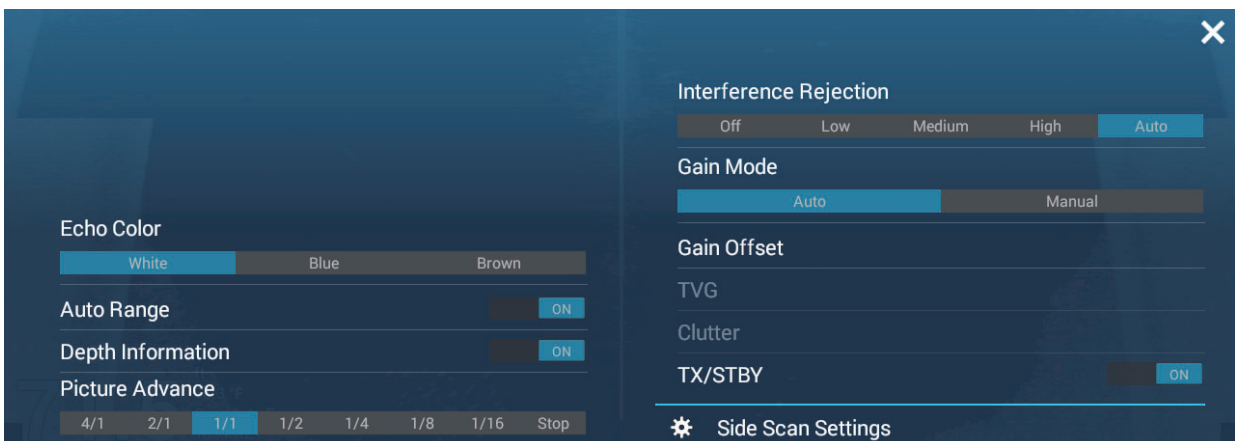 Echo Color
White Blue Brown
Auto Range ON
Depth Information ON
Picture Advance
4/1 2/1 1/1 1/2 1/4 1/8 1/16 Stop
Interference Rejection
Off Low Medium High Auto
Gain Mode
Auto Manual
Gain Offset
TVG
Clutter
TX/STBY ON
Side Scan Settings